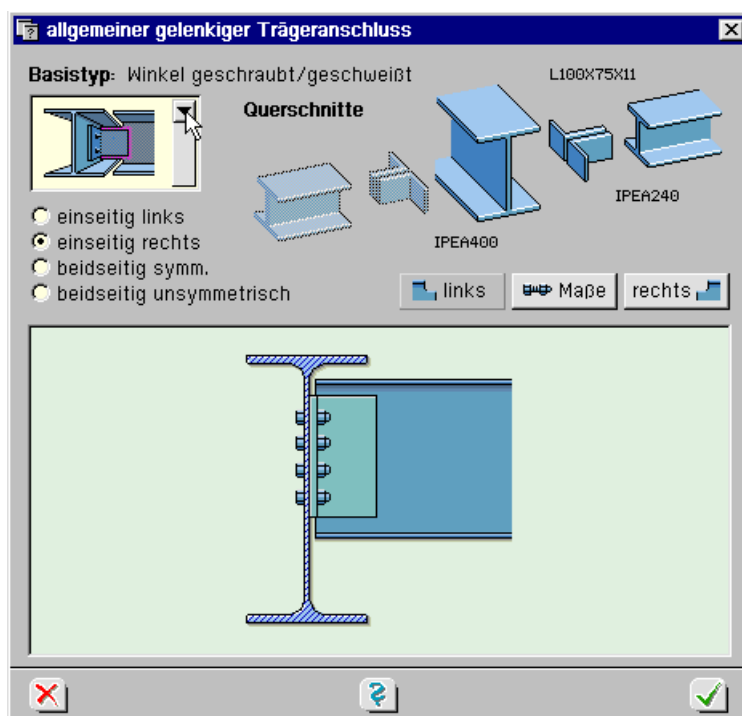 allgemeiner gelenkiger Trägeranschluss
Basistyp: Winkel geschraubt/geschweißt
L100X75X11
Querschnitte
IPEA240
IPEA400
einseitig links
einseitig rechts
beidseitig symm.
beidseitig unsymmetrisch
links Maße rechts